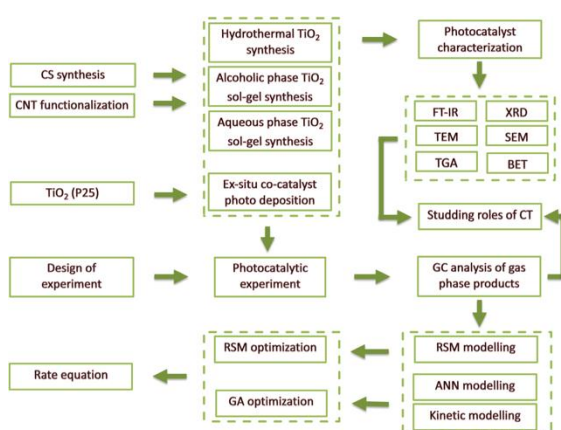 Hydrothermal TiO₂
synthesis
Photocatalyst
characterization
CS synthesis
CNT functionalization
Alcoholic phase TiO₂
sol-gel synthesis
Aqueous phase TiO₂
sol-gel synthesis
FT-IR
XRD
TEM
SEM
TGA
BET
TiO₂ (P25)
Ex-situ co-catalyst
photo deposition
Studding roles of CT
Design of
experiment
Photocatalytic
experiment
GC analysis of gas
phase products
RSM optimization
RSM modelling
Rate equation
GA optimization
ANN modelling
Kinetic modelling